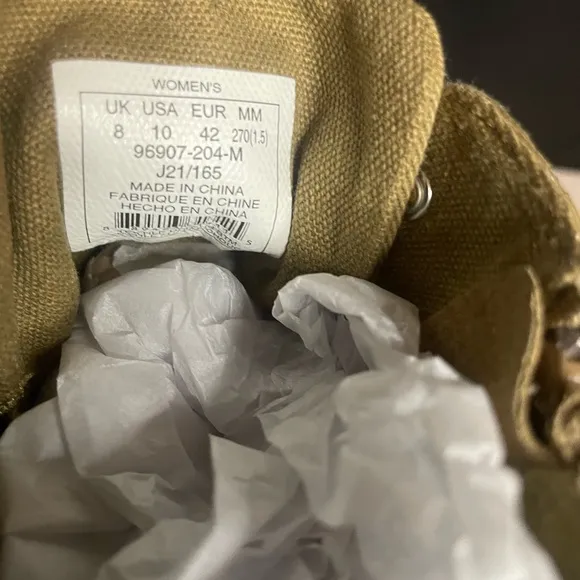 WOMEN'S
UK USA EUR MM
8 10 42 270(1.5)
96907-204-M
J21/165
MADE IN CHINA
FABRIQUE EN CHINE
HECHO EN CHINA